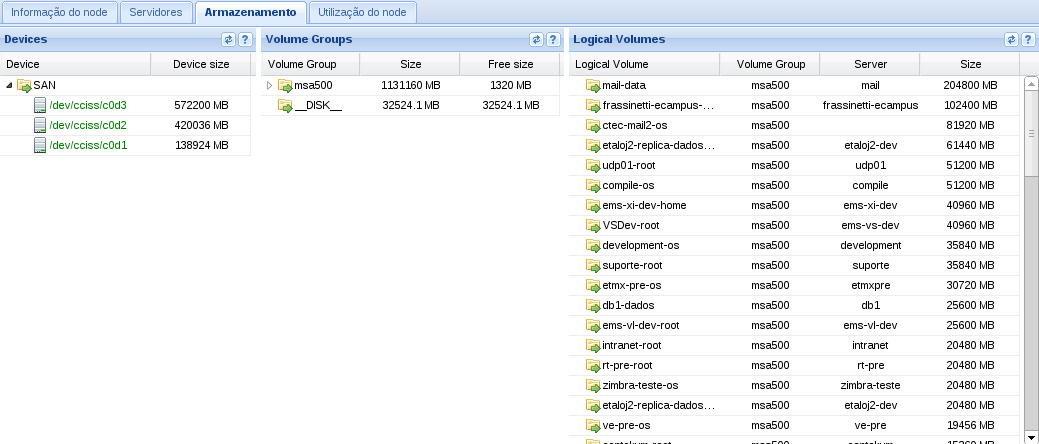 Informação do node Servidores Armazenamento Utilização do node
Devices
Device Device size
SAN
/dev/cciss/c0d3 572200 MB
/dev/cciss/c0d2 420036 MB
/dev/cciss/c0d1 138924 MB
Volume Groups
Volume Group Size Free size
msa500 1131160 MB 1320 MB
__DISK__ 32524.1 MB 32524.1 MB
Logical Volumes
Logical Volume Volume Group Server Size
mail-data msa500 mail 204800 MB
frassinetti-ecampus-... msa500 frassinetti-ecampus 102400 MB
ctec-mail2-os msa500 81920 MB
etaloj2-replica-dados... msa500 etaloj2-dev 61440 MB
udp01-root msa500 udp01 51200 MB
compile-os msa500 compile 51200 MB
ems-xi-dev-home msa500 ems-xi-dev 40960 MB
VSDev-root msa500 ems-vs-dev 40960 MB
development-os msa500 development 35840 MB
suporte-root msa500 suporte 35840 MB
etmx-pre-os msa500 etmxpre 30720 MB
db1-dados msa500 db1 25600 MB
ems-vl-dev-root msa500 ems-vl-dev 25600 MB
intranet-root msa500 intranet 20480 MB
rt-pre-root msa500 rt-pre 20480 MB
zimbra-teste-os msa500 zimbra-teste 20480 MB
etaloj2-replica-dados... msa500 etaloj2-dev 20480 MB
ve-pre-os msa500 ve-pre 19456 MB